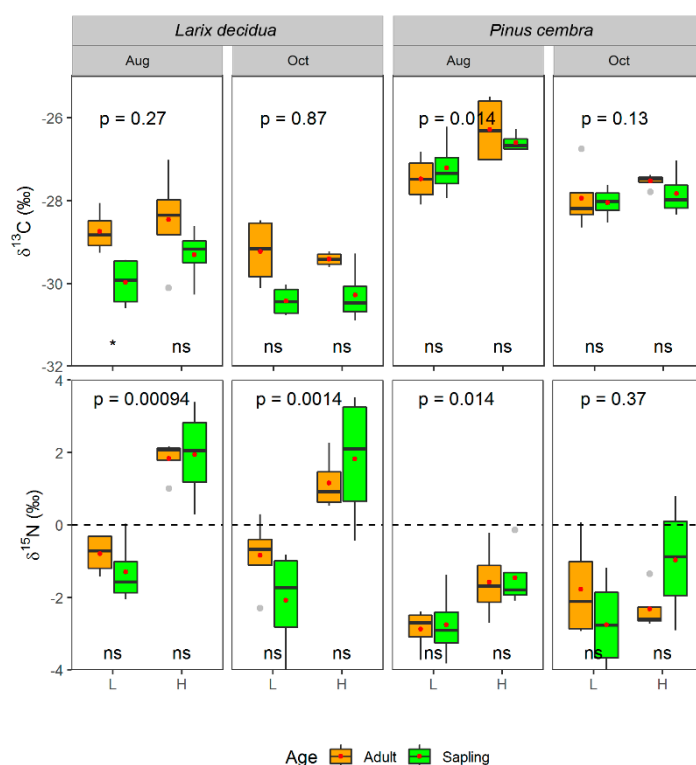 Larix decidua Pinus cembra
Aug Oct Aug Oct
p = 0.27 p = 0.87 p = 0.014 p = 0.13
-26
-28
-30
-32
δ13C (‰)
* ns ns ns ns ns ns ns
p = 0.00094 p = 0.0014 p = 0.014 p = 0.37
4
2
0
-2
-4
δ15N (‰)
ns ns ns ns ns ns ns ns
L H L H L H L H
Age Adult Sapling